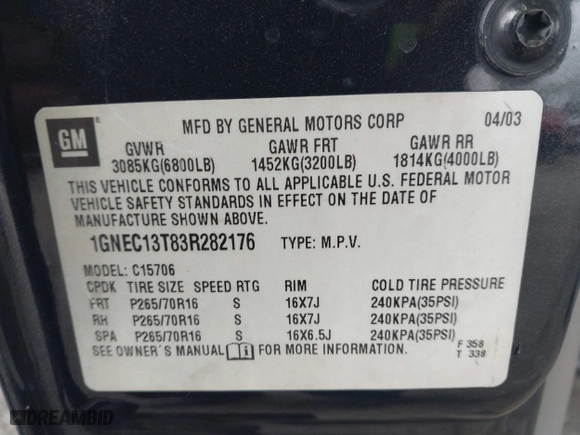 MFD BY GENERAL MOTORS CORP 04/03
GM
GVWR GAWR FRT GAWR RR
3085KG(6800LB) 1452KG(3200LB) 1814KG(4000LB)
THIS VEHICLE CONFORMS TO ALL APPLICABLE U.S. FEDERAL MOTOR
VEHICLE SAFETY STANDARDS IN EFFECT ON THE DATE OF
MANUFACTURE SHOWN ABOVE.
1GNEC13T83R282176 TYPE: M.P.V.
MODEL: C15706
CPDK TIRE SIZE SPEED RTG RIM COLD TIRE PRESSURE
FRT P265/70R16 S 16X7J 240KPA(35PSI)
RH P265/70R16 S 16X7J 240KPA(35PSI)
SPA P265/70R16 S 16X6.5J 240KPA(35PSI)
SEE OWNER'S MANUAL FOR MORE INFORMATION.
F 358
T 338
DREAMBID